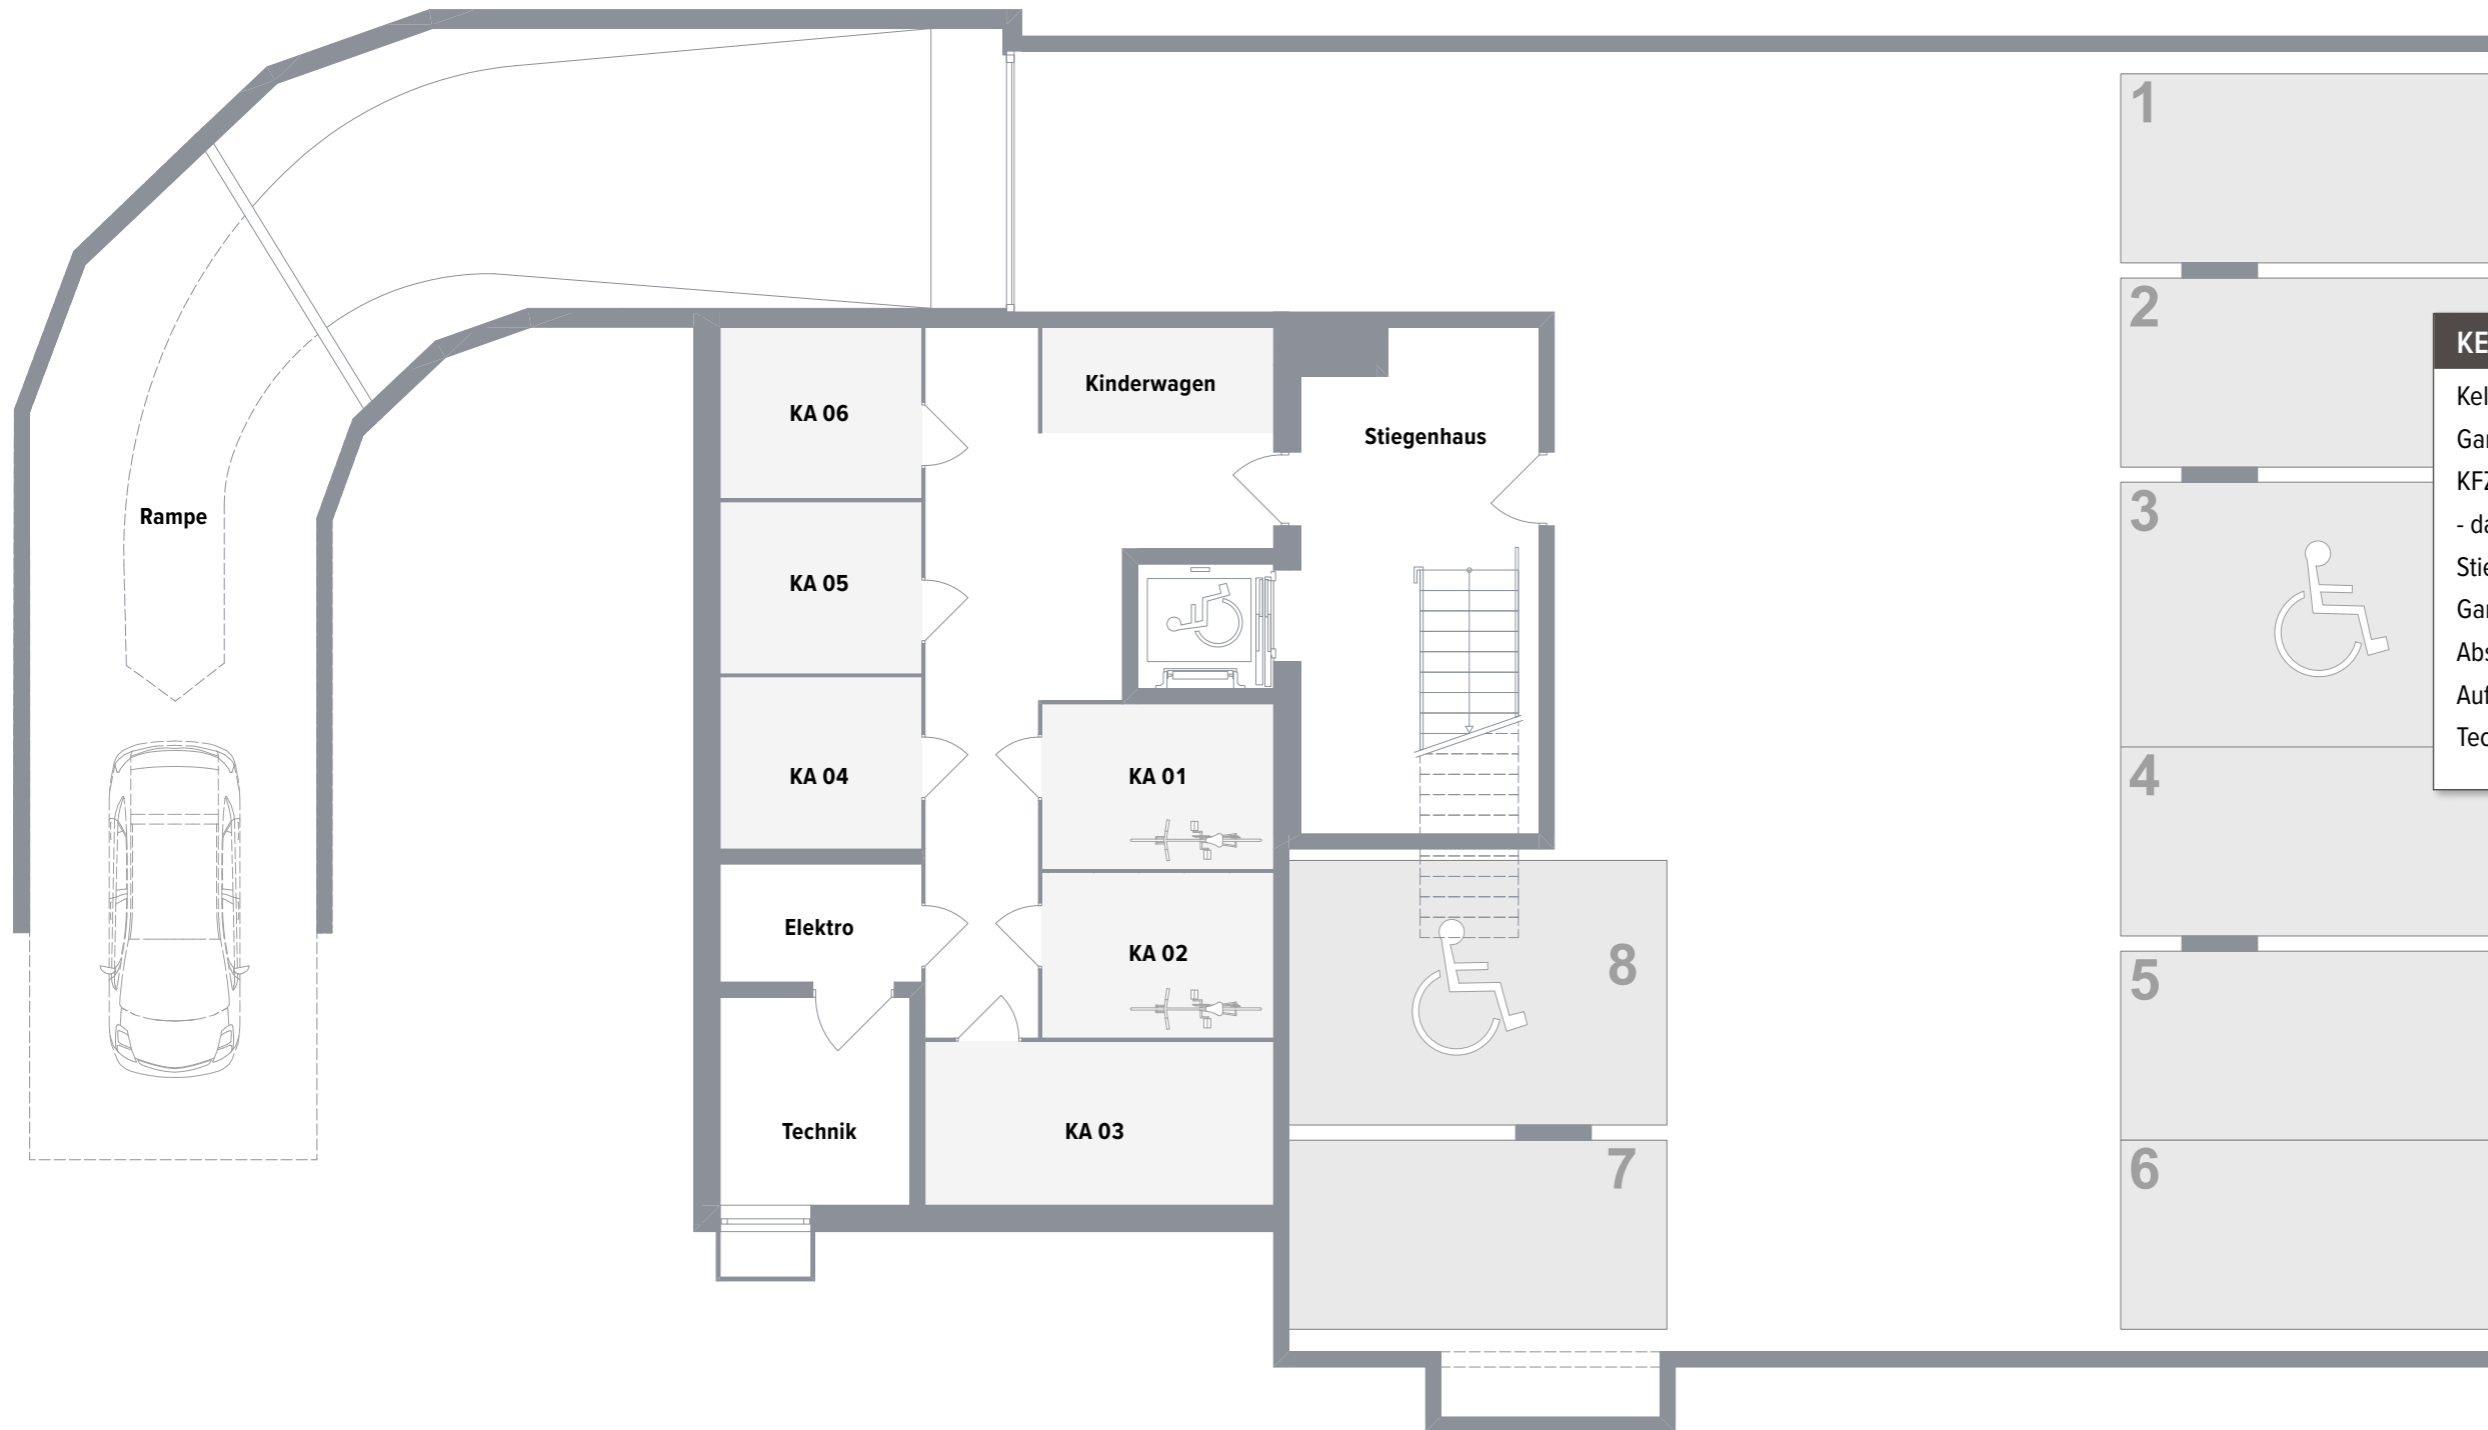 1
2
KA 06
Kinderwagen
Stiegenhaus
3
Rampe
KA 05
KA 04
KA 01
4
Elektro
KA 02
8
5
Technik
KA 03
7
6
-